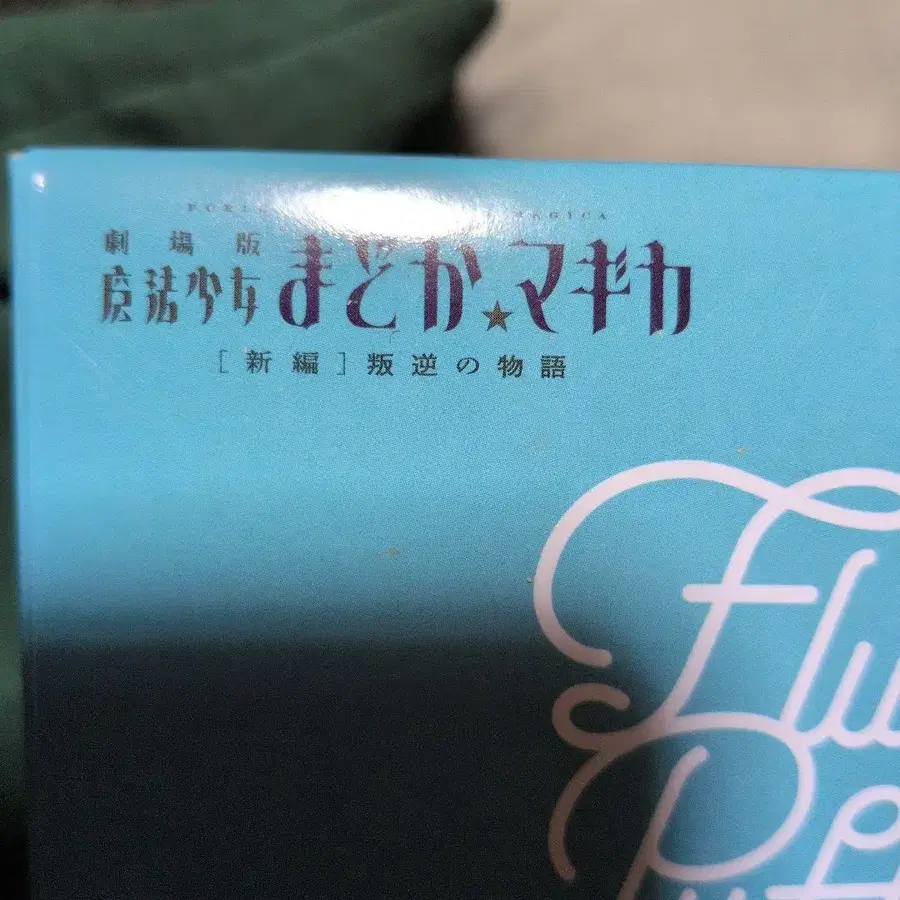 劇場版
魔法少女まどか★マギカ
［新編］叛逆の物語
Flu